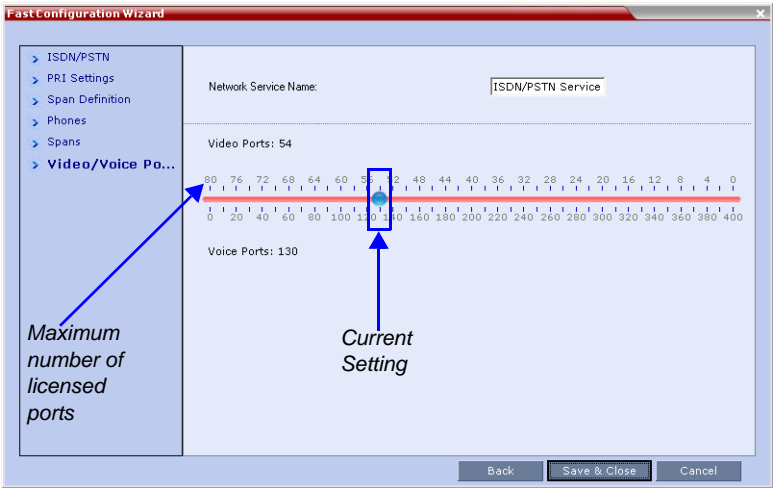 Fast Configuration Wizard
ISDN/PSTN
PRI Settings
Span Definition
Phones
Spans
Video/Voice Po...
Network Service Name:
ISDN/PSTN Service
Video Ports: 54
80 76 72 68 64 60 56 52 48 44 40 36 32 28 24 20 16 12 8 4 0
0 20 40 60 80 100 120 140 160 180 200 220 240 260 280 300 320 340 360 380 400
Voice Ports: 130
Maximum
number of
licensed
ports
Current
Setting
Back
Save & Close
Cancel